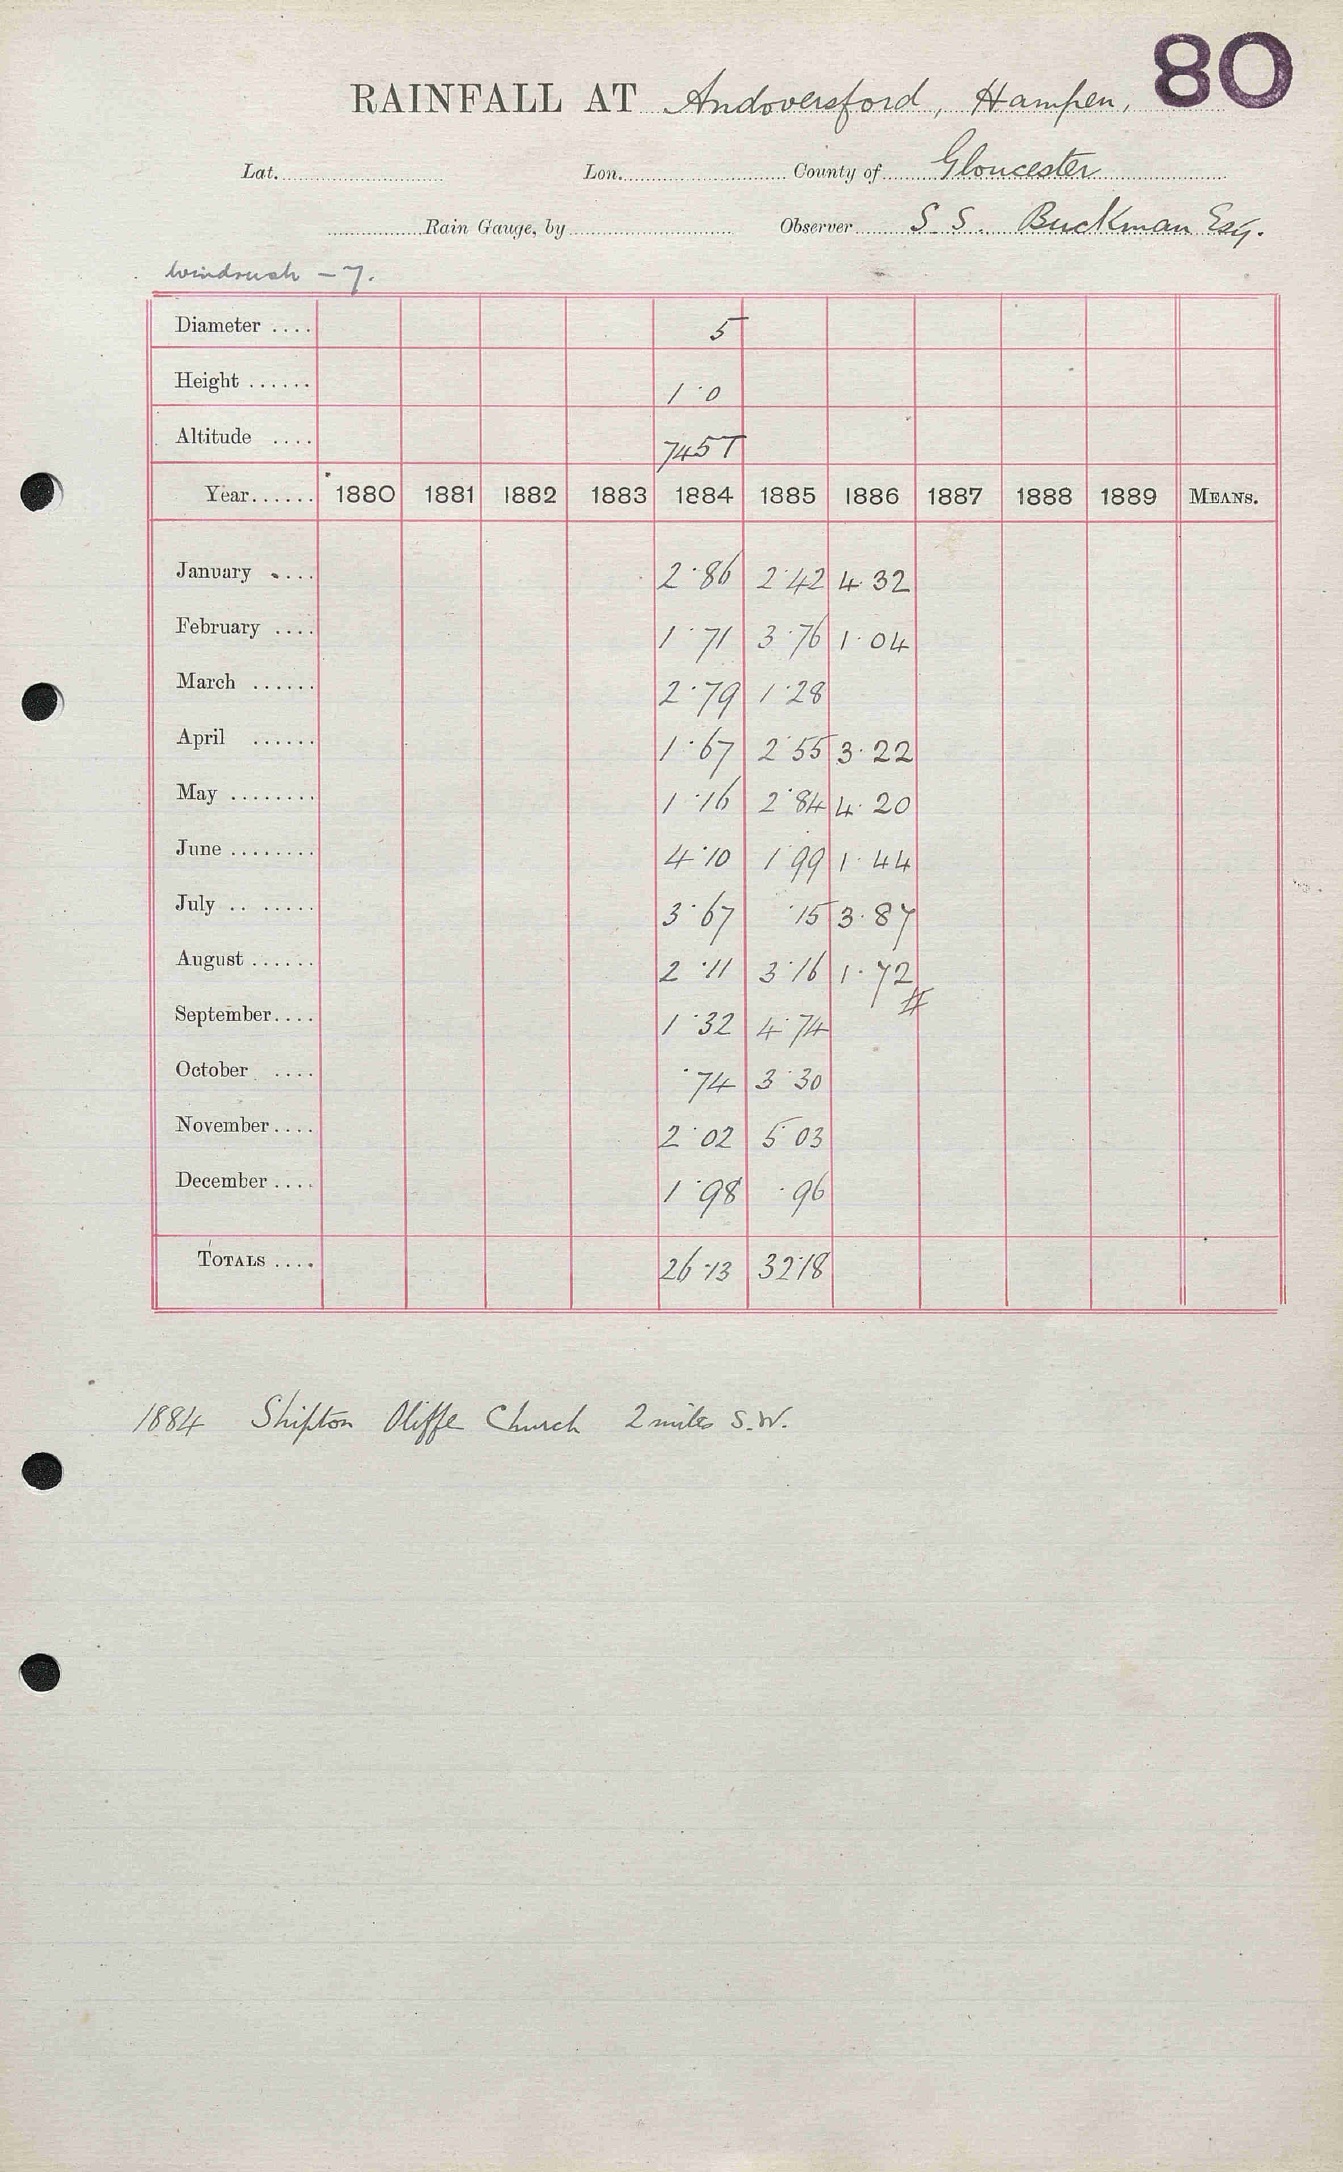 80
RAINFALL AT Andoversford, Hampen,
Lat. Lon. County of Gloucester
Rain Gauge, by Observer S. S. Buckman Esq.
Windrush – 7.
Diameter .... 5
Height ...... 1·0
Altitude .... 745T
Year...... 1880 1881 1882 1883 1884 1885 1886 1887 1888 1889 MEANS.
January .... 2·86 2·42 4·32
February .... 1·71 3·76 1·04
March ...... 2·79 1·28
April ...... 1·67 2·55 3·22
May ........ 1·16 2·84 4·20
June ........ 4·10 1·99 1·44
July .. ..... 3·67 ·15 3·87
August ...... 2·11 3·16 1·72
#
September.... 1·32 4·74
October .... ·74 3·30
November.... 2·02 5·03
December .... 1·98 ·96
TOTALS .... 26·13 32·18
1884 Shipton Oliffe Church 2 miles S.W.